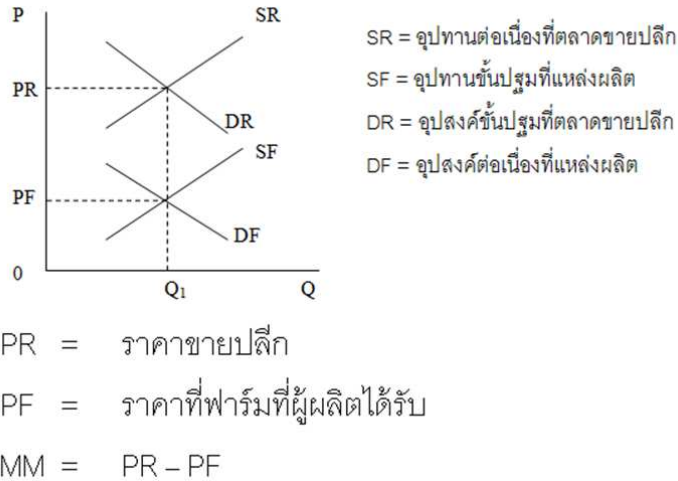 P
SR
PR
DR
SF
PF
DF
0
Q₁
Q
SR = อุปทานต่อเนื่องที่ตลาดขายปลีก
SF = อุปทานขั้นปฐมที่แหล่งผลิต
DR = อุปสงค์ขั้นปฐมที่ตลาดขายปลีก
DF = อุปสงค์ต่อเนื่องที่แหล่งผลิต
PR = ราคาขายปลีก
PF = ราคาที่ฟาร์มที่ผู้ผลิตได้รับ
MM = PR – PF